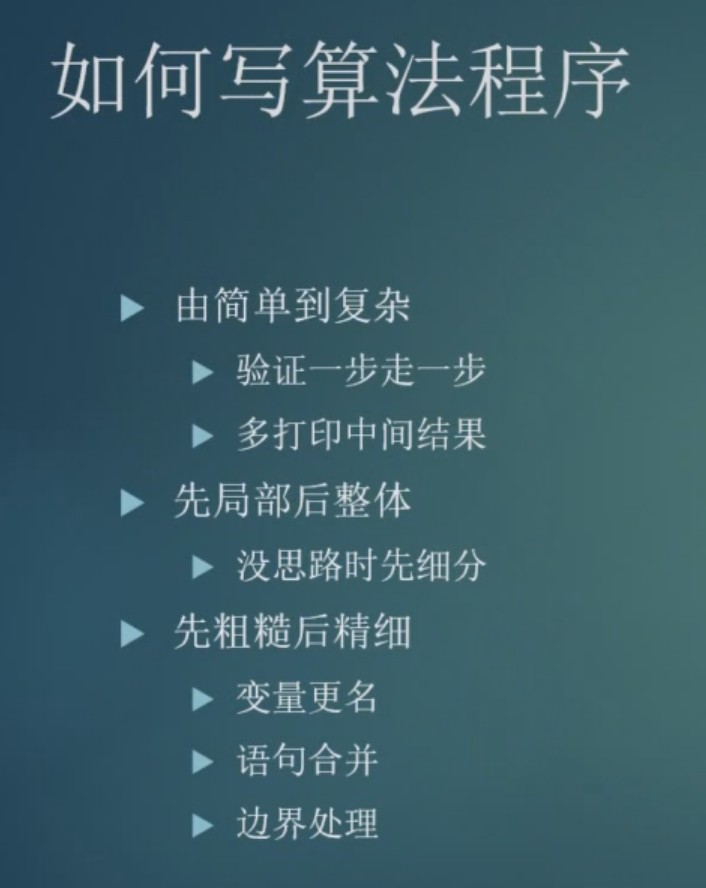 如何写算法程序
由简单到复杂
验证一步走一步
多打印中间结果
先局部后整体
没思路时先细分
先粗糙后精细
变量更名
语句合并
边界处理